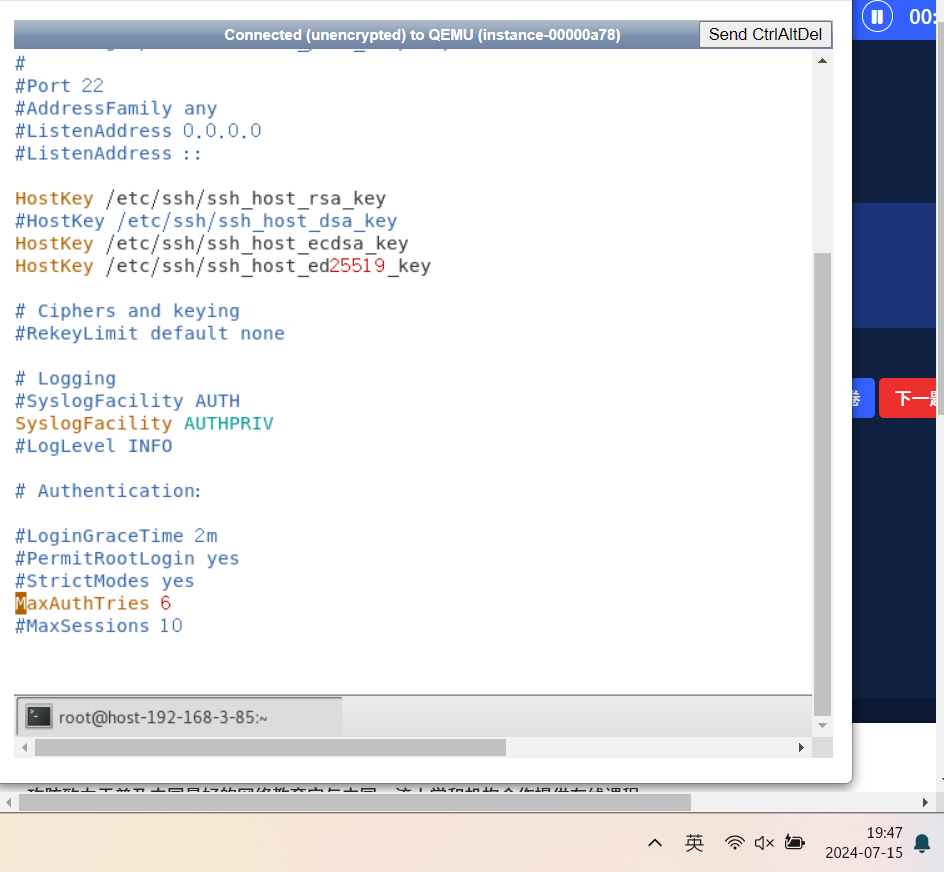 Connected (unencrypted) to QEMU (instance-00000a78)
Send CtrlAltDel
00:
#
#Port 22
#AddressFamily any
#ListenAddress 0.0.0.0
#ListenAddress ::
HostKey /etc/ssh/ssh_host_rsa_key
#HostKey /etc/ssh/ssh_host_dsa_key
HostKey /etc/ssh/ssh_host_ecdsa_key
HostKey /etc/ssh/ssh_host_ed25519_key
# Ciphers and keying
#RekeyLimit default none
# Logging
#SyslogFacility AUTH
SyslogFacility AUTHPRIV
#LogLevel INFO
卷
下一题
# Authentication:
#LoginGraceTime 2m
#PermitRootLogin yes
#StrictModes yes
MaxAuthTries 6
#MaxSessions 10
root@host-192-168-3-85:~
英
19:47
2024-07-15